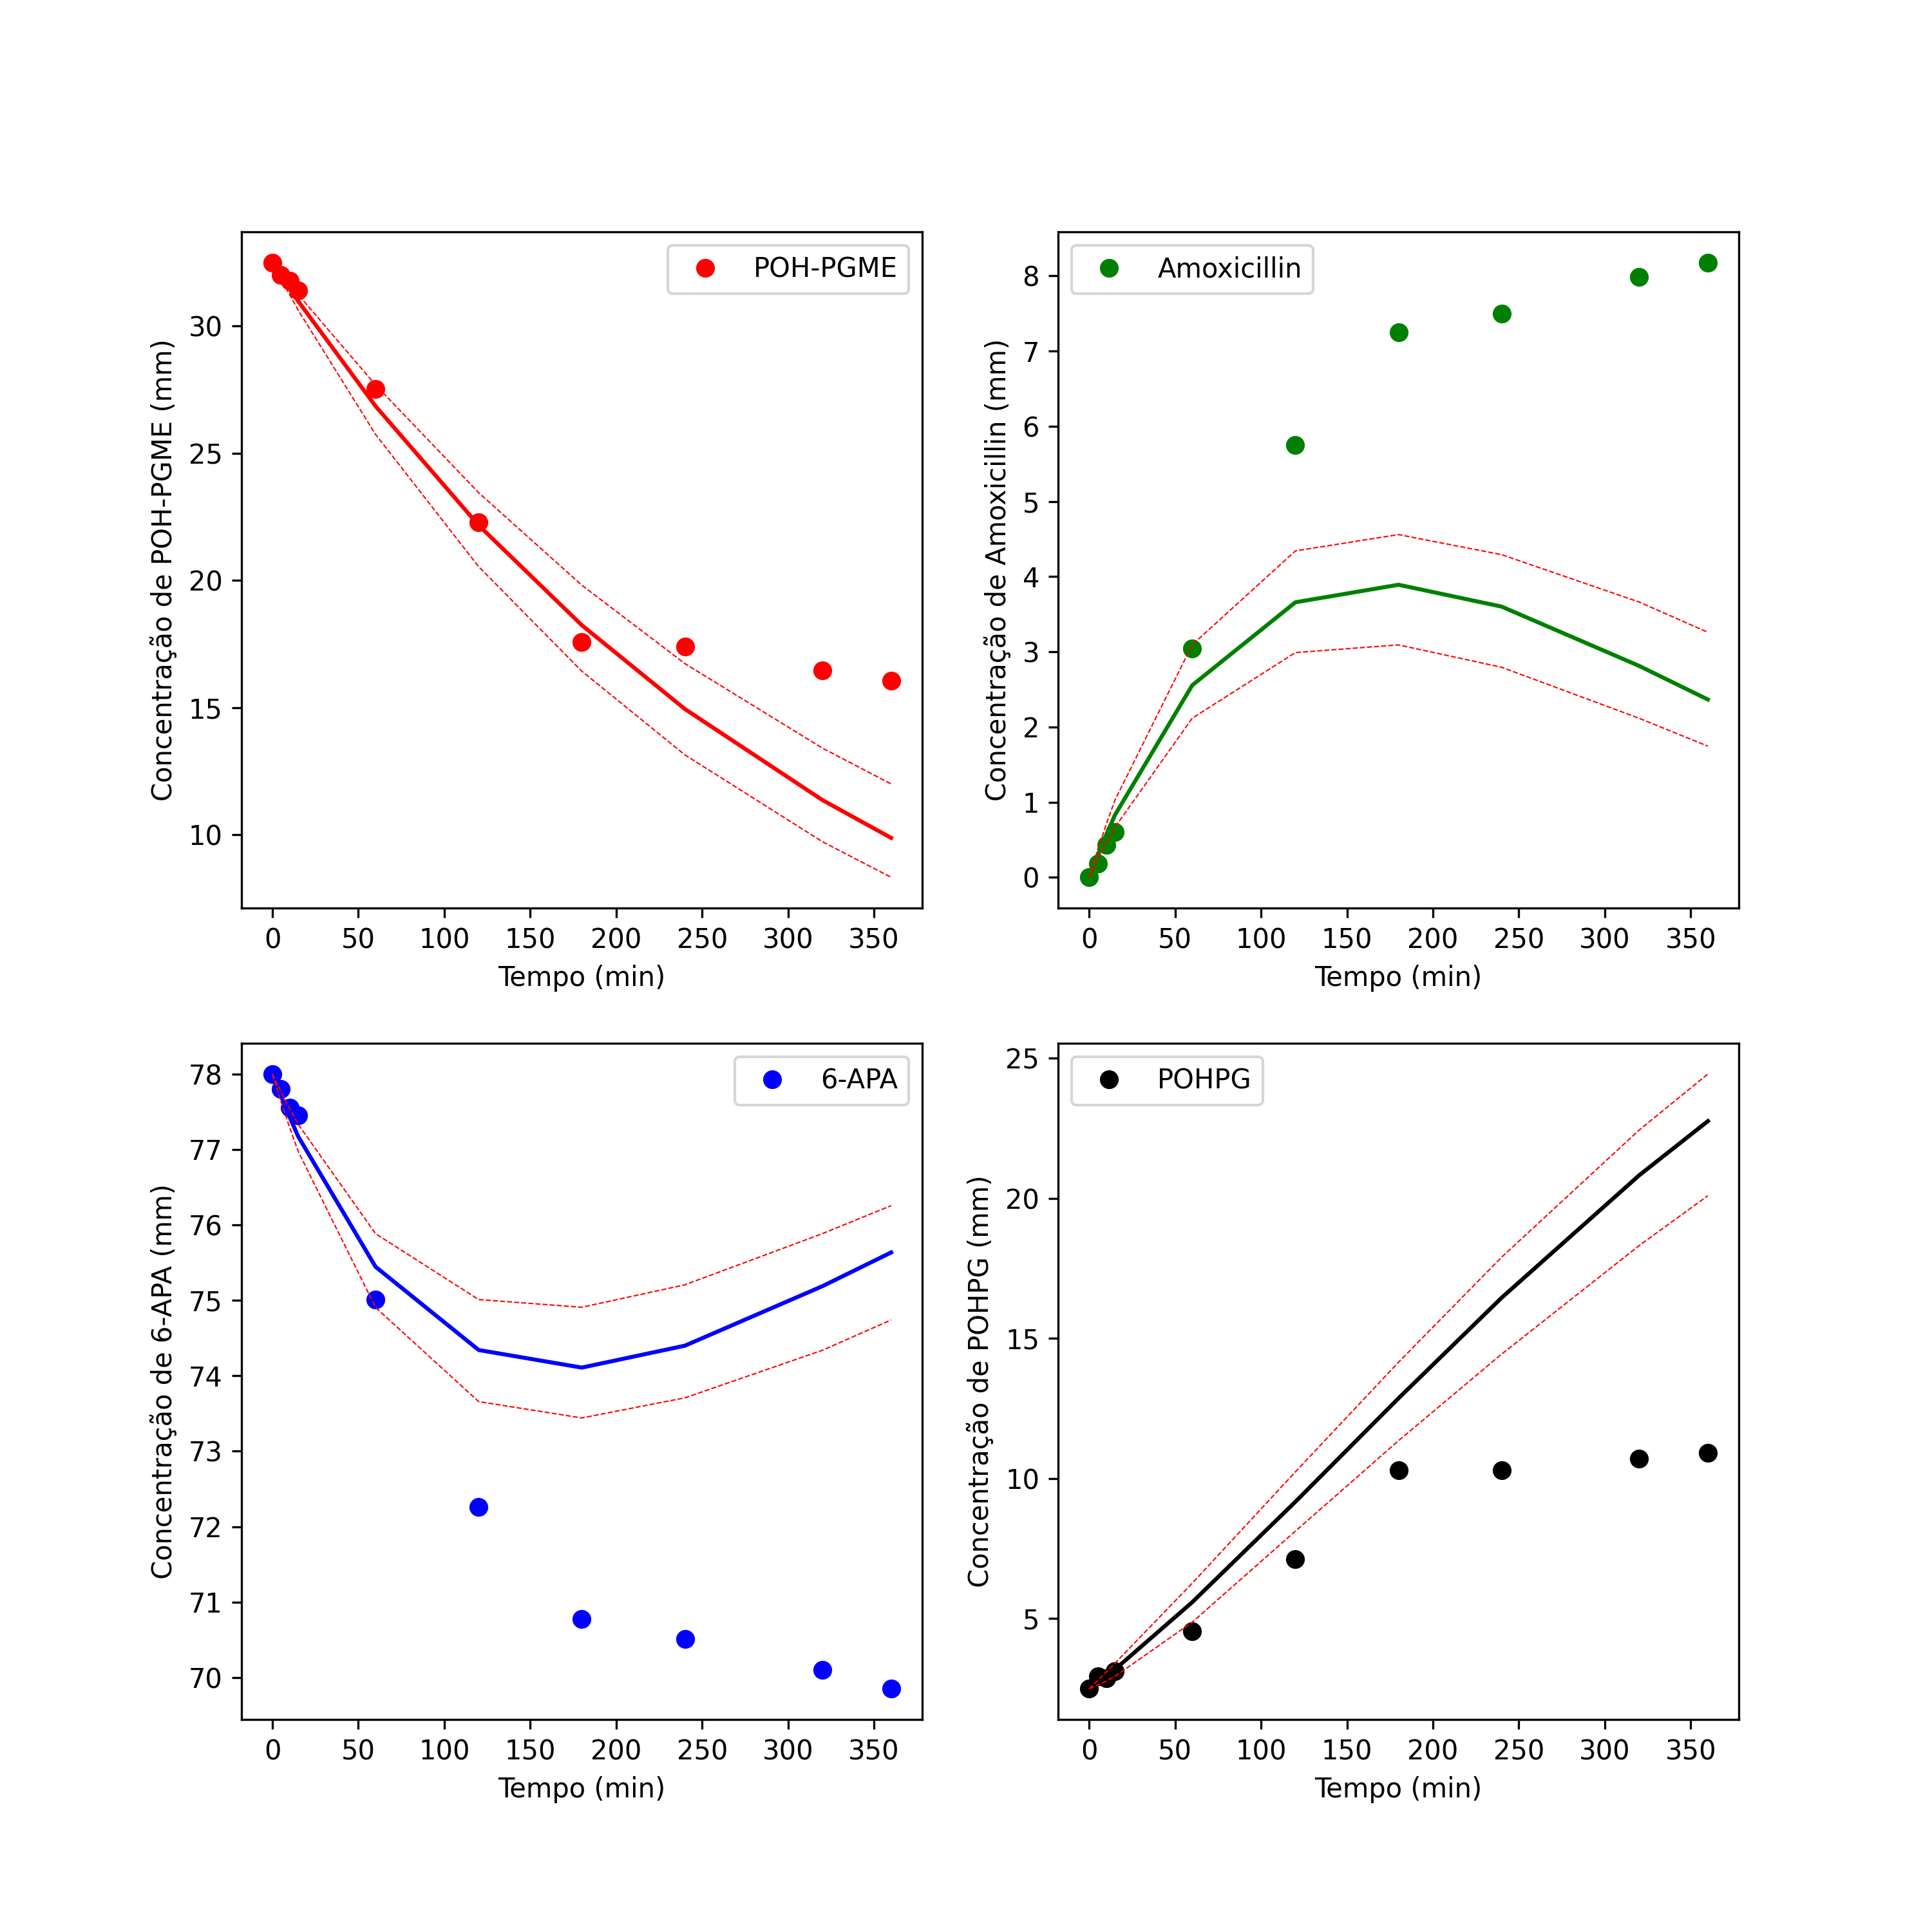 POH-PGME
Concentração de POH-PGME (mm)
30
25
20
15
10
0 50 100 150 200 250 300 350
Tempo (min)
Amoxicillin
Concentração de Amoxicillin (mm)
8
7
6
5
4
3
2
1
0
0 50 100 150 200 250 300 350
Tempo (min)
6-APA
Concentração de 6-APA (mm)
78
77
76
75
74
73
72
71
70
0 50 100 150 200 250 300 350
Tempo (min)
POHPG
Concentração de POHPG (mm)
25
20
15
10
5
0 50 100 150 200 250 300 350
Tempo (min)